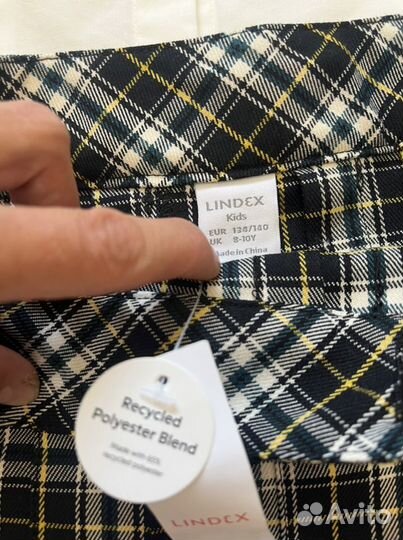 LINDEX
Kids
EUR 134/140
UK 8-10Y
Made in China
Recycled
Polyester Blend
Made with 60%
recycled polyester
LINDEX
Avito